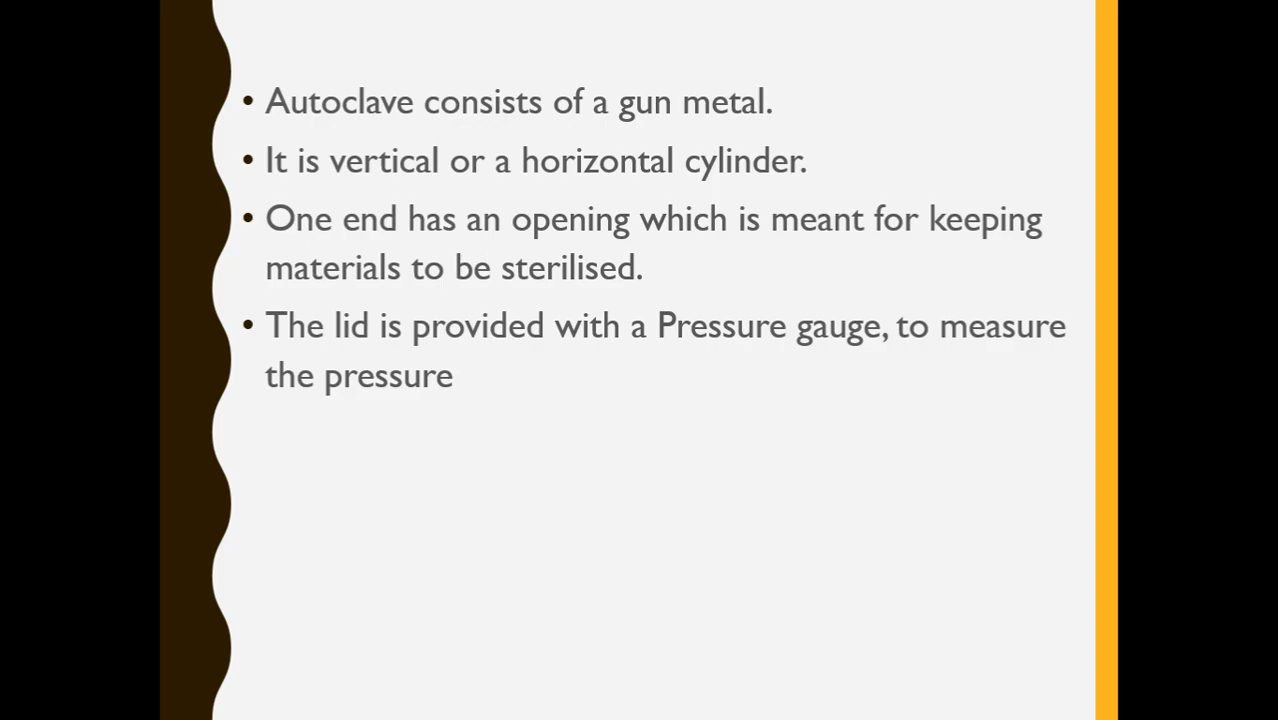 • Autoclave consists of a gun metal.
• It is vertical or a horizontal cylinder.
• One end has an opening which is meant for keeping
materials to be sterilised.
• The lid is provided with a Pressure gauge, to measure
the pressure